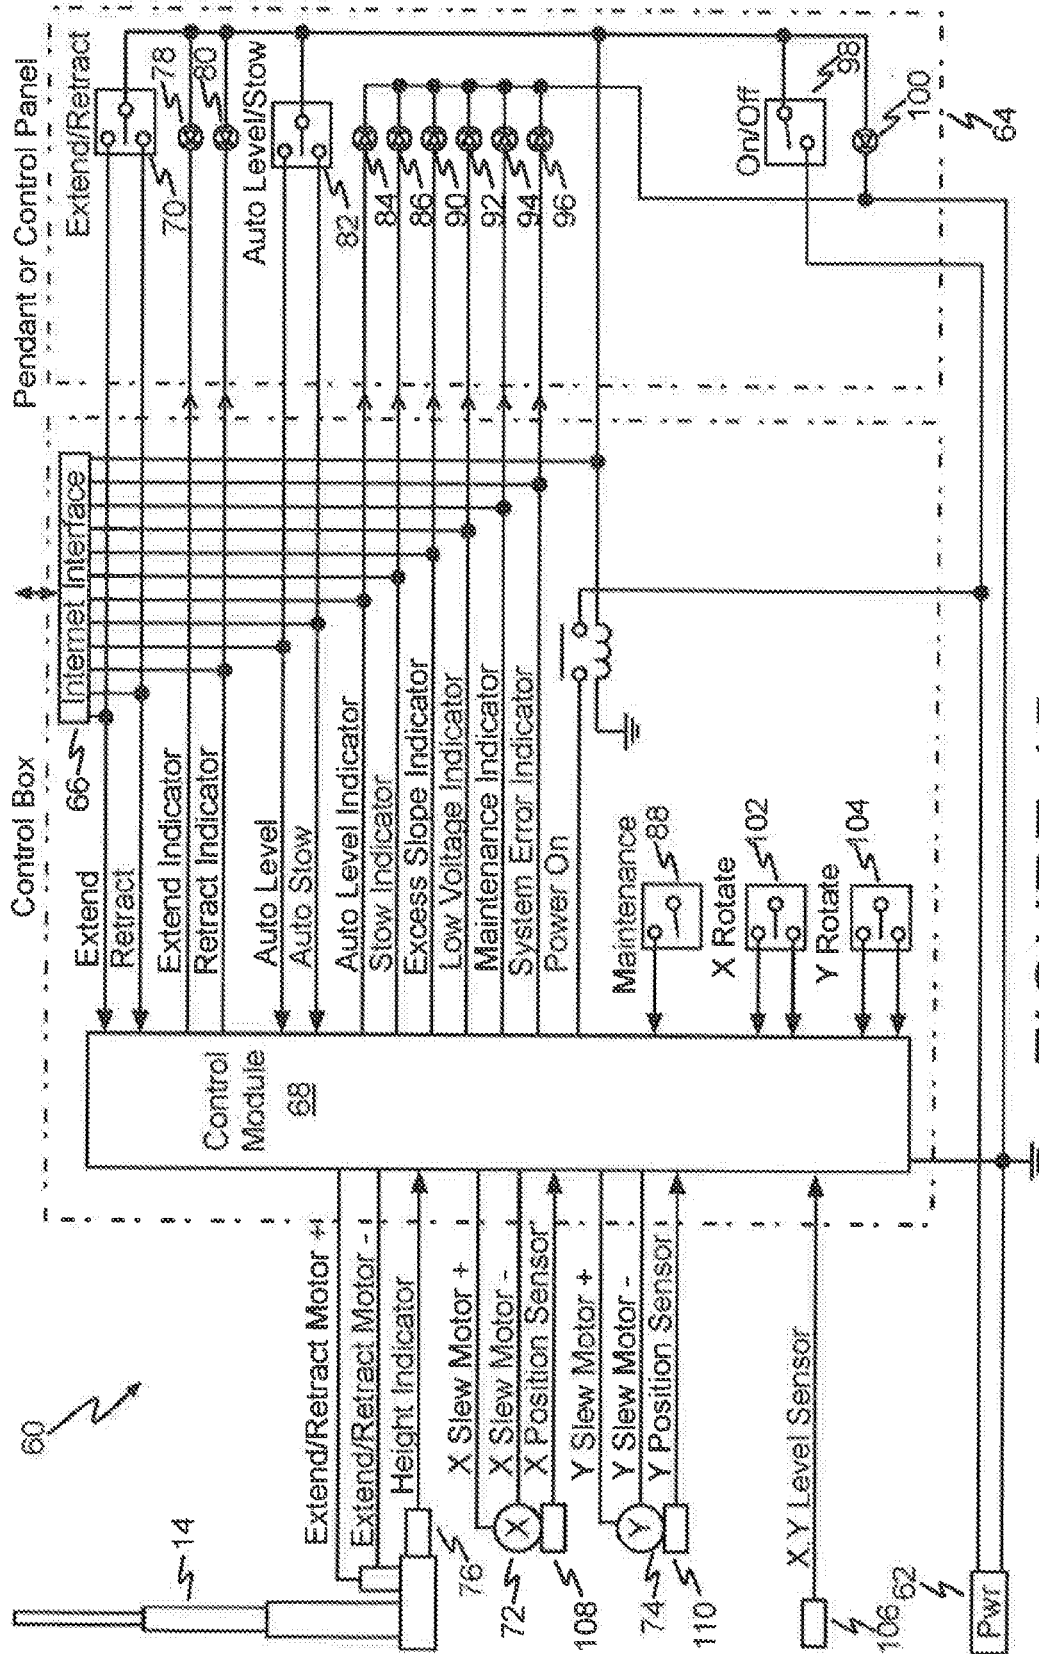 Pendant or Control Panel
Extend/Retract
70
78
80
Auto Level/Stow
82
84
86
90
92
94
96
On/Off
98
100
64
Control Box
66
Internet Interface
Extend
Retract
Extend Indicator
Retract Indicator
Auto Level
Auto Stow
Auto Level Indicator
Stow Indicator
Excess Slope Indicator
Low Voltage Indicator
Maintenance Indicator
System Error Indicator
Power On
Maintenance
88
X Rotate
102
Y Rotate
104
Control
Module
68
60
14
Extend/Retract Motor +
Extend/Retract Motor -
Height Indicator
76
X Slew Motor +
X Slew Motor -
X Position Sensor
X
72
108
Y Slew Motor +
Y Slew Motor -
Y Position Sensor
Y
74
110
X,Y Level Sensor
106
62
Pwr